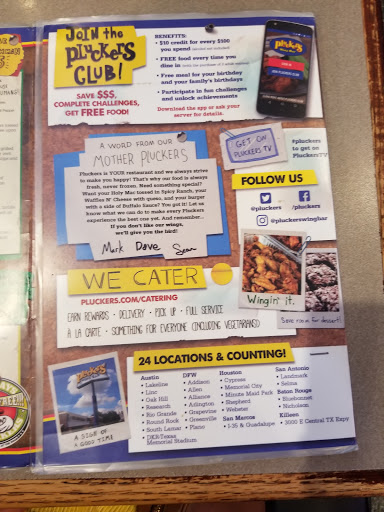 JOIN the
pluckers
CLUB!
SAVE $$$,
COMPLETE CHALLENGES,
GET FREE FOOD!
BENEFITS:
• $10 credit for every $100
you spend
• FREE food every time you
dine in
• Free meal for your birthday
and your family's birthdays
• Participate in fun challenges
and unlock achievements
Download the app or ask your
server for details.
pluckers
A WORD FROM OUR
MOTHER PLUCKERS
Pluckers is YOUR restaurant and we always strive
to make you happy! That's why our food is always
fresh, never frozen. Need something special?
Want your Holy Mac tossed in Spicy Ranch, your
Waffles N' Cheese with queso, and your burger
with a side of Buffalo Sauce? You got it! Let us
know what we can do to make every Pluckers
experience the best one yet. And remember...
If you don't like our wings,
we'll give you the bird!
Mark Dave Sean
GET ON
PLUCKERS TV
#pluckers
to get on
PluckersTV
FOLLOW US
@pluckers
/pluckers
@pluckerswingbar
Wingin' it.
Save room for dessert!
WE CATER
PLUCKERS.COM/CATERING
EARN REWARDS • DELIVERY • PICK UP • FULL SERVICE
À LA CARTE • SOMETHING FOR EVERYONE (INCLUDING VEGETARIANS!)
pluckers
A SIGN OF
A GOOD TIME!
24 LOCATIONS & COUNTING!
Austin
• Lakeline
• Linc
• Oak Hill
• Research
• Rio Grande
• Round Rock
• South Lamar
• DKR-Texas
Memorial Stadium
DFW
• Addison
• Allen
• Alliance
• Arlington
• Grapevine
• Greenville
• Plano
Houston
• Cypress
• Memorial City
• Minute Maid Park
• Shepherd
• Webster
San Marcos
• I-35 & Guadalupe
San Antonio
• Landmark
• Selma
Baton Rouge
• Bluebonnet
• Nicholson
Killeen
• 3000 E Central TX Expy